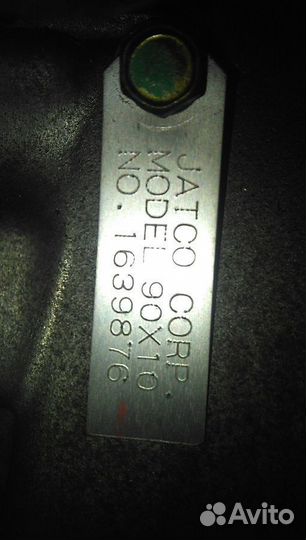 JATCO CORP.
MODEL 90X10
NO. 1639876
Avito